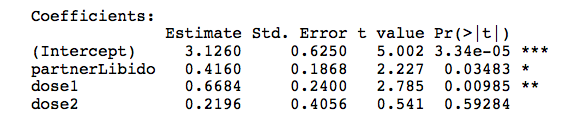 Coefficients:
Estimate Std. Error t value Pr(>|t|)
(Intercept) 3.1260 0.6250 5.002 3.34e-05 ***
partnerLibido 0.4160 0.1868 2.227 0.03483 *
dose1 0.6684 0.2400 2.785 0.00985 **
dose2 0.2196 0.4056 0.541 0.59284